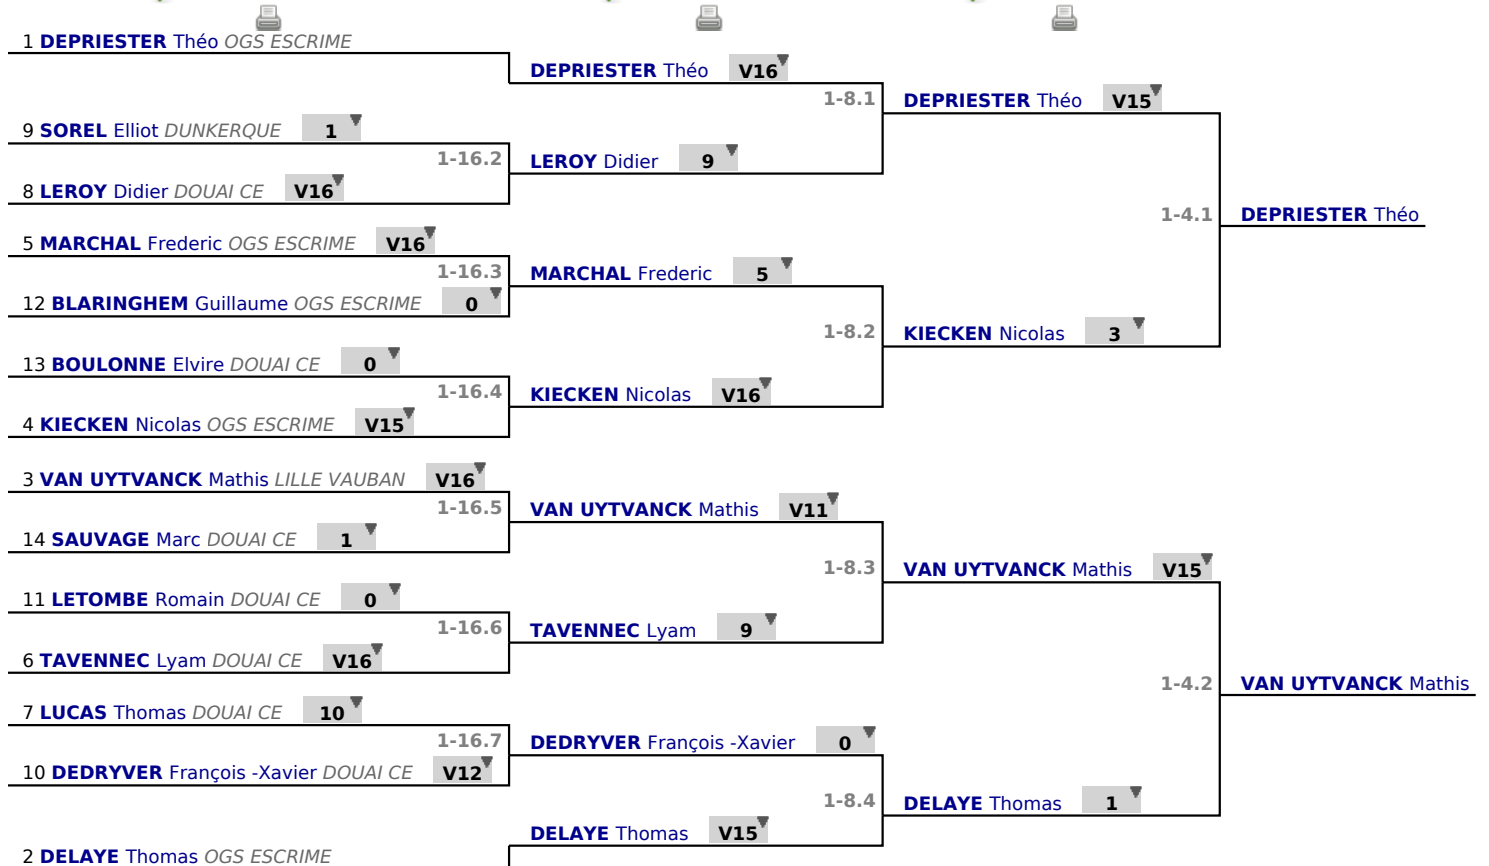 1 DEPRIESTER Théo OGS ESCRIME
DEPRIESTER Théo V16
1-8.1
DEPRIESTER Théo V15
9 SOREL Elliot DUNKERQUE 1
1-16.2
LEROY Didier 9
8 LEROY Didier DOUAI CE V16
1-4.1
DEPRIESTER Théo
5 MARCHAL Frederic OGS ESCRIME V16
1-16.3
MARCHAL Frederic 5
12 BLARINGHEM Guillaume OGS ESCRIME 0
1-8.2
KIECKEN Nicolas 3
13 BOULONNE Elvire DOUAI CE 0
1-16.4
KIECKEN Nicolas V16
4 KIECKEN Nicolas OGS ESCRIME V15
3 VAN UYTVANCK Mathis LILLE VAUBAN V16
1-16.5
VAN UYTVANCK Mathis V11
14 SAUVAGE Marc DOUAI CE 1
1-8.3
VAN UYTVANCK Mathis V15
11 LETOMBE Romain DOUAI CE 0
1-16.6
TAVENNEC Lyam 9
6 TAVENNEC Lyam DOUAI CE V16
1-4.2
VAN UYTVANCK Mathis
7 LUCAS Thomas DOUAI CE 10
1-16.7
DEDRYVER François -Xavier 0
10 DEDRYVER François -Xavier DOUAI CE V12
1-8.4
DELAYE Thomas 1
DELAYE Thomas V15
2 DELAYE Thomas OGS ESCRIME